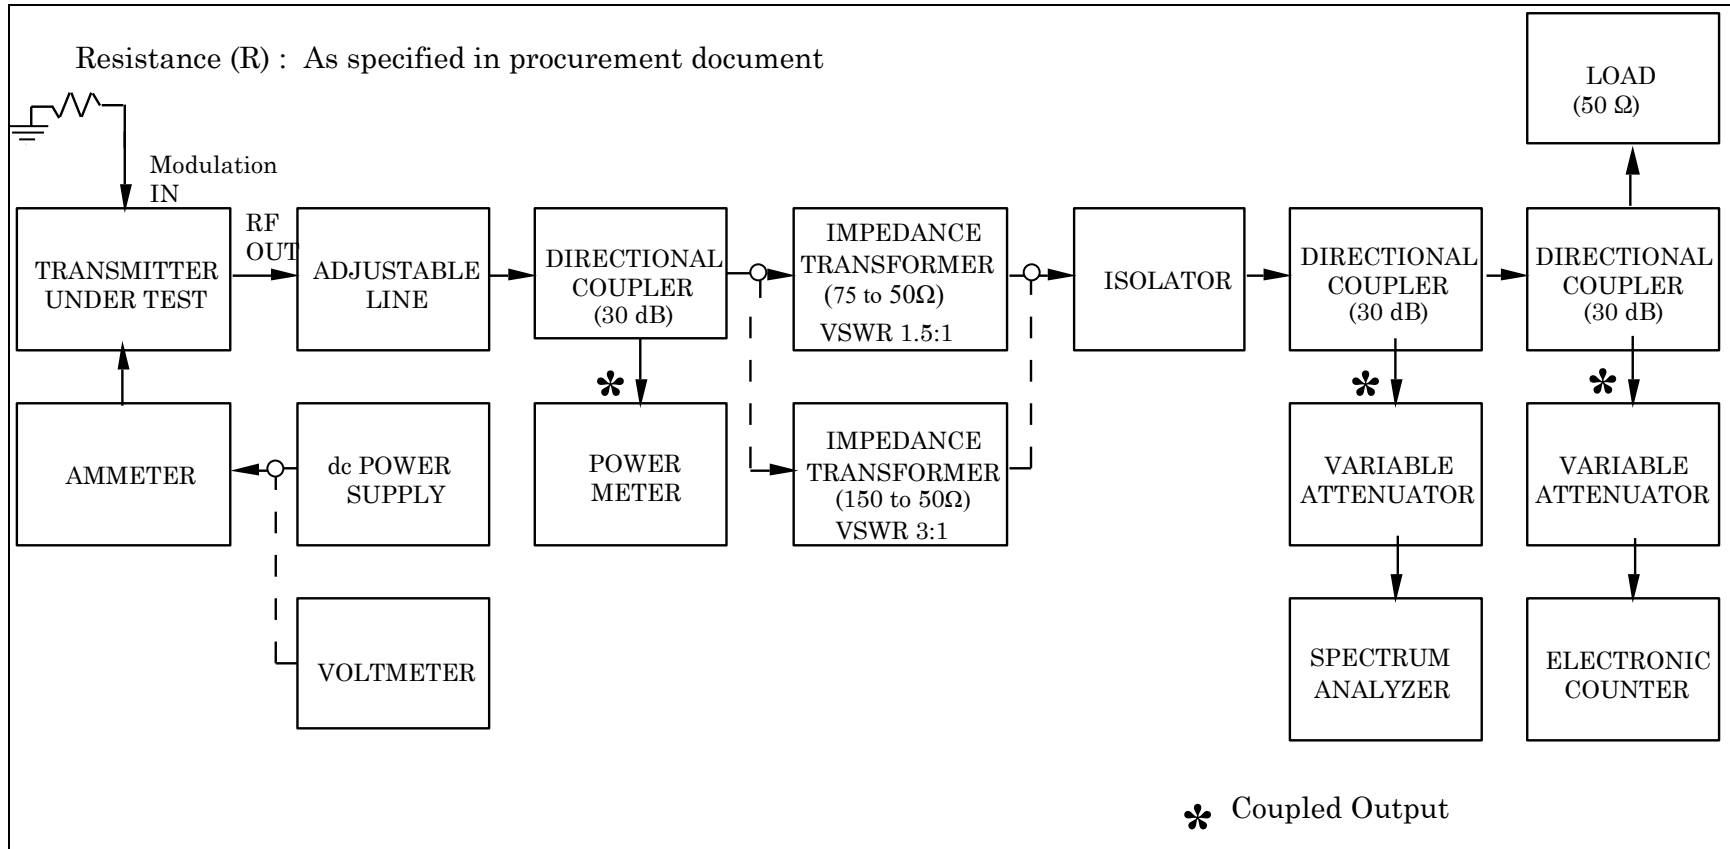 Resistance (R) : As specified in procurement document
LOAD
(50 Ω)
Modulation
IN
RF
OUT
TRANSMITTER
UNDER TEST
ADJUSTABLE
LINE
DIRECTIONAL
COUPLER
(30 dB)
IMPEDANCE
TRANSFORMER
(75 to 50Ω)
VSWR 1.5:1
ISOLATOR
DIRECTIONAL
COUPLER
(30 dB)
DIRECTIONAL
COUPLER
(30 dB)
AMMETER
dc POWER
SUPPLY
POWER
METER
IMPEDANCE
TRANSFORMER
(150 to 50Ω)
VSWR 3:1
VARIABLE
ATTENUATOR
VARIABLE
ATTENUATOR
VOLTMETER
SPECTRUM
ANALYZER
ELECTRONIC
COUNTER
* Coupled Output